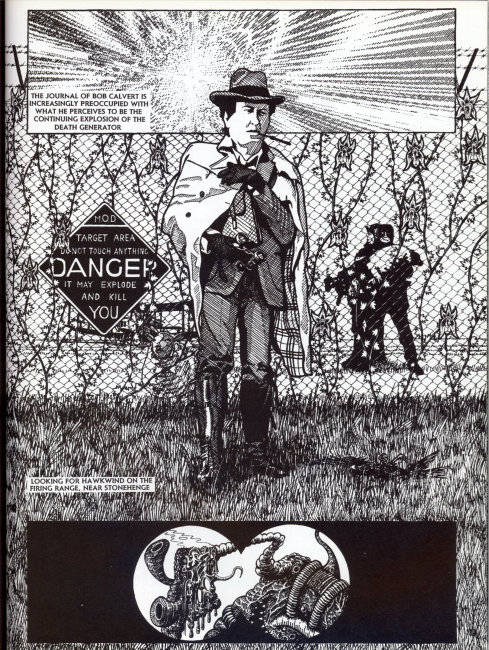 THE JOURNAL OF BOB CALVERT IS
INCREASINGLY PREOCCUPIED WITH
WHAT HE PERCEIVES TO BE THE
CONTINUING EXPLOSION OF THE
DEATH GENERATOR
MOD
TARGET AREA
DO NOT TOUCH ANYTHING
DANGER
IT MAY EXPLODE
AND KILL
YOU
LOOKING FOR HAWKWIND ON THE
FIRING RANGE, NEAR STONEHENGE